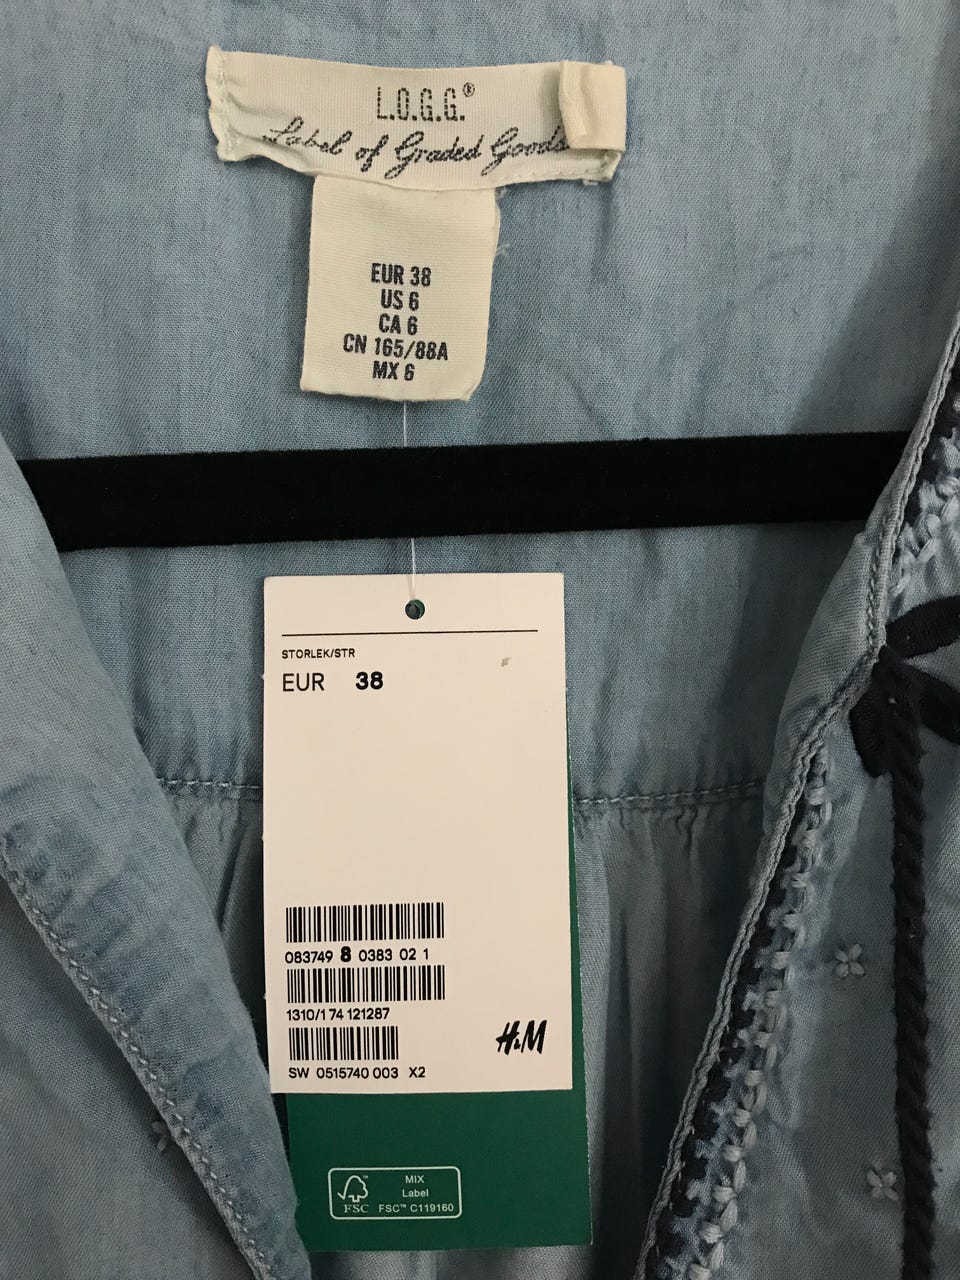 L.O.G.G.®
Label of Graded Goods
EUR 38
US 6
CA 6
CN 165/88A
MX 6
STORLEK/STR
EUR 38
083749 8 0383 02 1
1310/1 74 121287
SW 0515740 003 X2
H&M
MIX
Label
FSC™ C119160
FSC